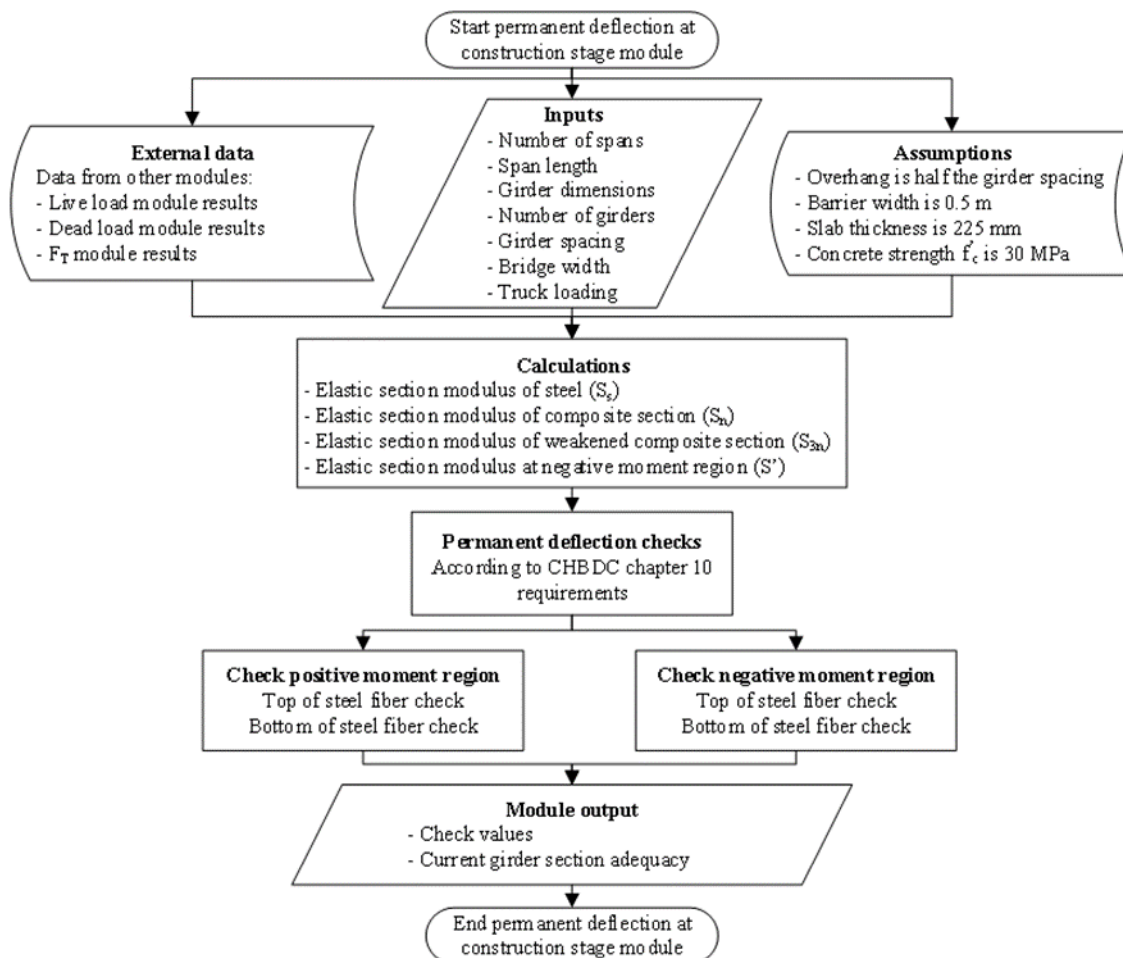 Start permanent deflection at
construction stage module
External data
Data from other modules:
- Live load module results
- Dead load module results
- F_T module results
Inputs
- Number of spans
- Span length
- Girder dimensions
- Number of girders
- Girder spacing
- Bridge width
- Truck loading
Assumptions
- Overhang is half the girder spacing
- Barrier width is 0.5 m
- Slab thickness is 225 mm
- Concrete strength f'_c is 30 MPa
Calculations
- Elastic section modulus of steel (S_s)
- Elastic section modulus of composite section (S_n)
- Elastic section modulus of weakened composite section (S_3n)
- Elastic section modulus at negative moment region (S')
Permanent deflection checks
According to CHBDC chapter 10
requirements
Check positive moment region
Top of steel fiber check
Bottom of steel fiber check
Check negative moment region
Top of steel fiber check
Bottom of steel fiber check
Module output
- Check values
- Current girder section adequacy
End permanent deflection at
construction stage module